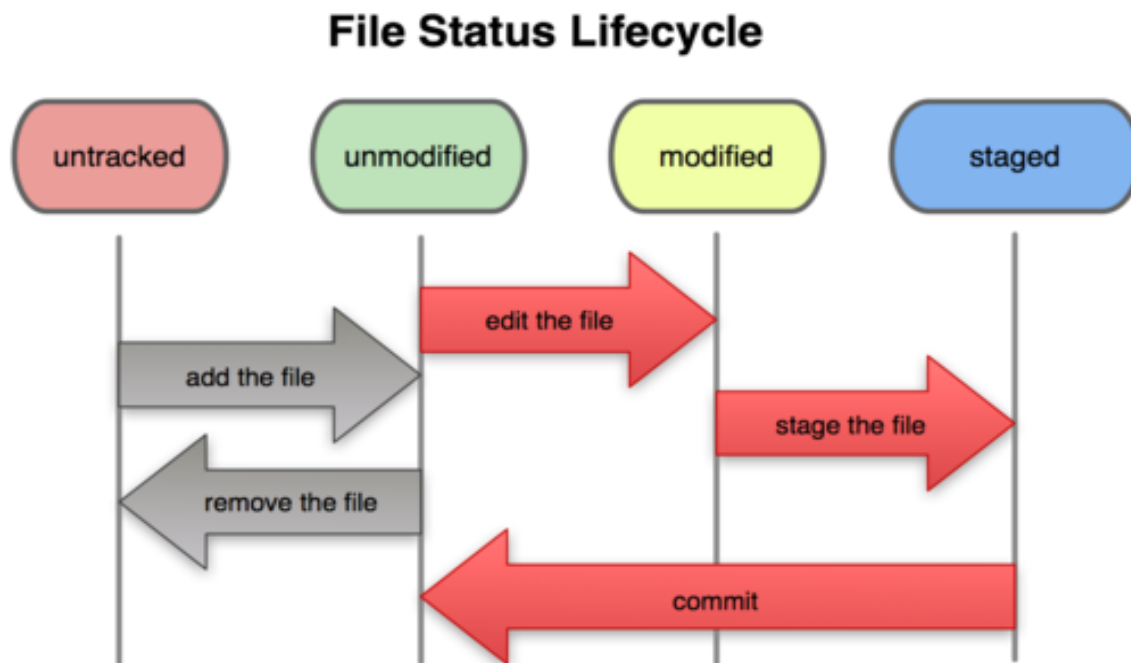 File Status Lifecycle
untracked
unmodified
modified
staged
edit the file
add the file
stage the file
remove the file
commit